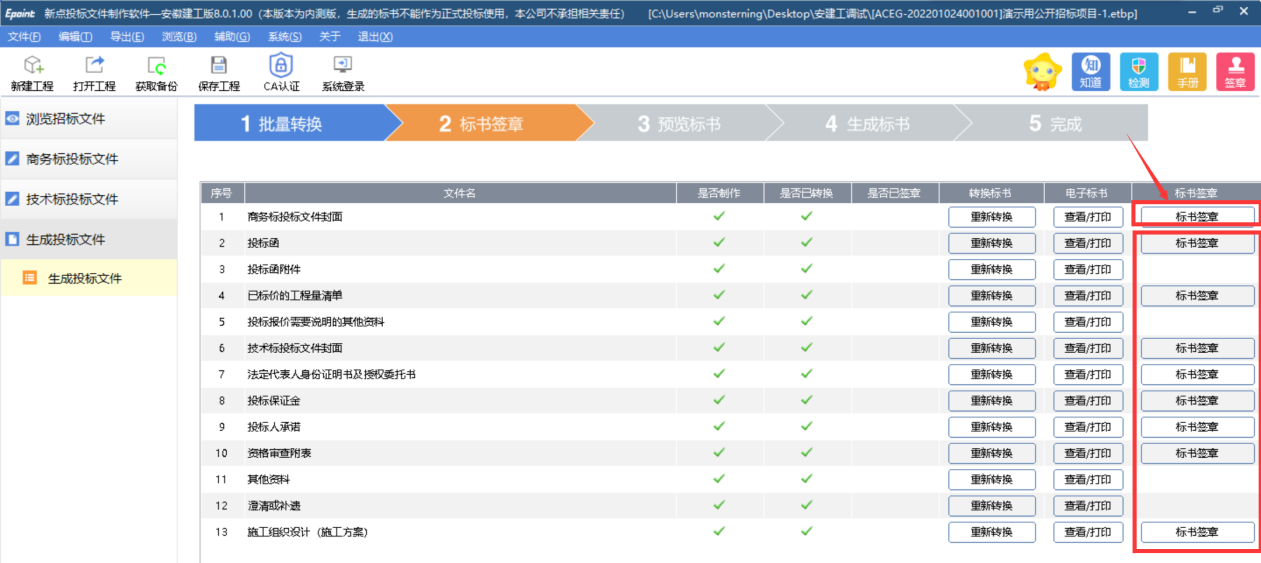 Epoint 新点投标文件制作软件—安徽建工版8.0.1.00（本版本为内测版，生成的标书不能作为正式投标使用，本公司不承担相关责任） [C:\Users\monsterning\Desktop\安建工调试\[ACEG-202201024001001]演示用公开招标项目-1.etbp]
文件(F) 编辑(T) 导出(E) 浏览(B) 辅助(G) 系统(S) 关于 退出(X)
新建工程 打开工程 获取备份 保存工程 CA认证 系统登录 知 知道 检测 手册 签章
浏览招标文件
商务标投标文件
技术标投标文件
生成投标文件
生成投标文件
1 批量转换 2 标书签章 3 预览标书 4 生成标书 5 完成
序号 文件名 是否制作 是否已转换 是否已签章 转换标书 电子标书 标书签章
1 商务标投标文件封面 重新转换 查看/打印 标书签章
2 投标函 重新转换 查看/打印 标书签章
3 投标函附件 重新转换 查看/打印
4 已标价的工程量清单 重新转换 查看/打印 标书签章
5 投标报价需要说明的其他资料 重新转换 查看/打印
6 技术标投标文件封面 重新转换 查看/打印 标书签章
7 法定代表人身份证明书及授权委托书 重新转换 查看/打印 标书签章
8 投标保证金 重新转换 查看/打印 标书签章
9 投标人承诺 重新转换 查看/打印 标书签章
10 资格审查附表 重新转换 查看/打印 标书签章
11 其他资料 重新转换 查看/打印
12 澄清或补遗 重新转换 查看/打印
13 施工组织设计（施工方案） 重新转换 查看/打印 标书签章